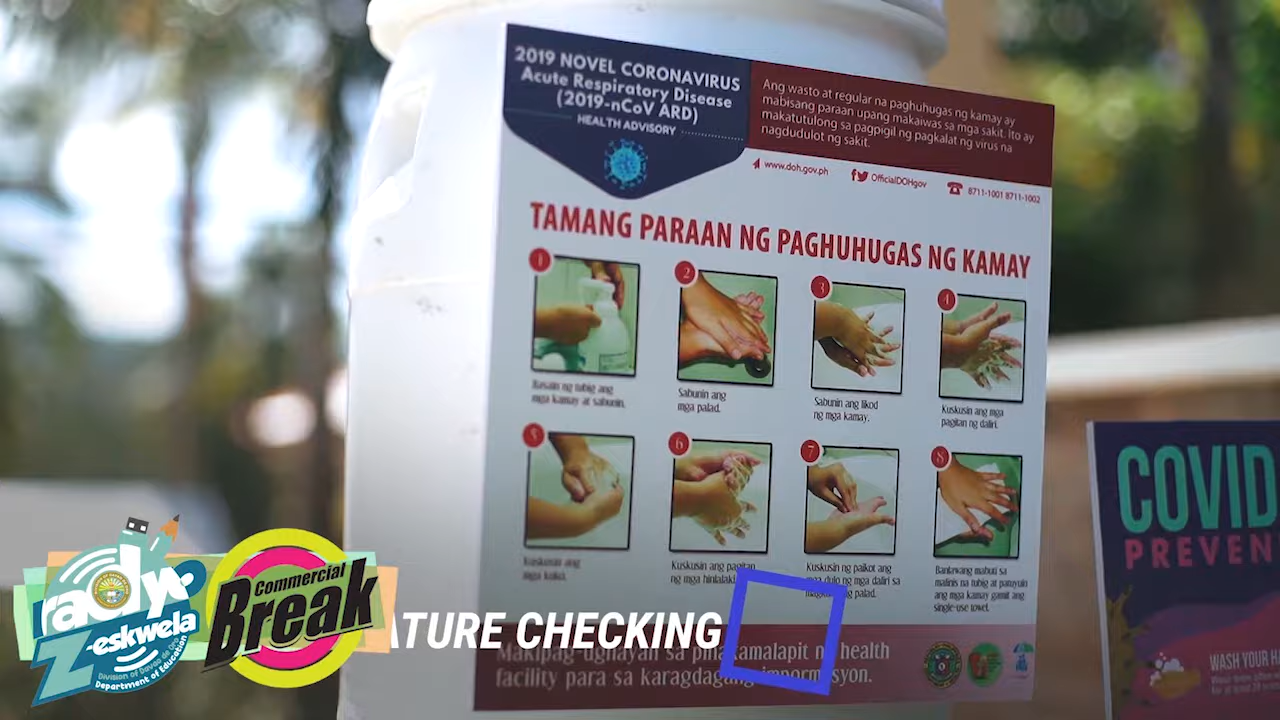 2019 NOVEL CORONAVIRUS
Acute Respiratory Disease
(2019-nCoV ARD)
HEALTH ADVISORY
Ang wasto at regular na paghuhugas ng kamay ay
mabisang paraan upang makaiwas sa mga sakit. Ito ay
makatutulong sa pagpigil ng pagkalat ng virus na
nagdudulot ng sakit.
www.doh.gov.ph
OfficialDOHgov
8711-1001 8711-1002
TAMANG PARAAN NG PAGHUHUGAS NG KAMAY
1
2
3
4
Basain ng tubig ang
mga kamay at sabunin.
Sabunin ang
mga palad.
Sabunin ang likod
ng mga kamay.
Kuskusin ang mga
pagitan ng daliri.
5
6
7
8
Kuskusin ang
mga kuko.
Kuskusin ang pagitan
ng mga hinlalaki
Kuskusin ng paikot ang
mga dulo ng mga daliri sa
palad.
Banlawang mabuti sa
malinis na tubig at patuyuin
ang mga kamay gamit ang
single-use towel.
Makipag-ugnayan sa pinakamalapit na health
facility para sa karagdagang impormasyon.
COVID
PREVEN
WASH YOUR HA
radyo
Z-eskwela
Division of Davao de Oro
Department of Education
Commercial
Break
ATURE CHECKING